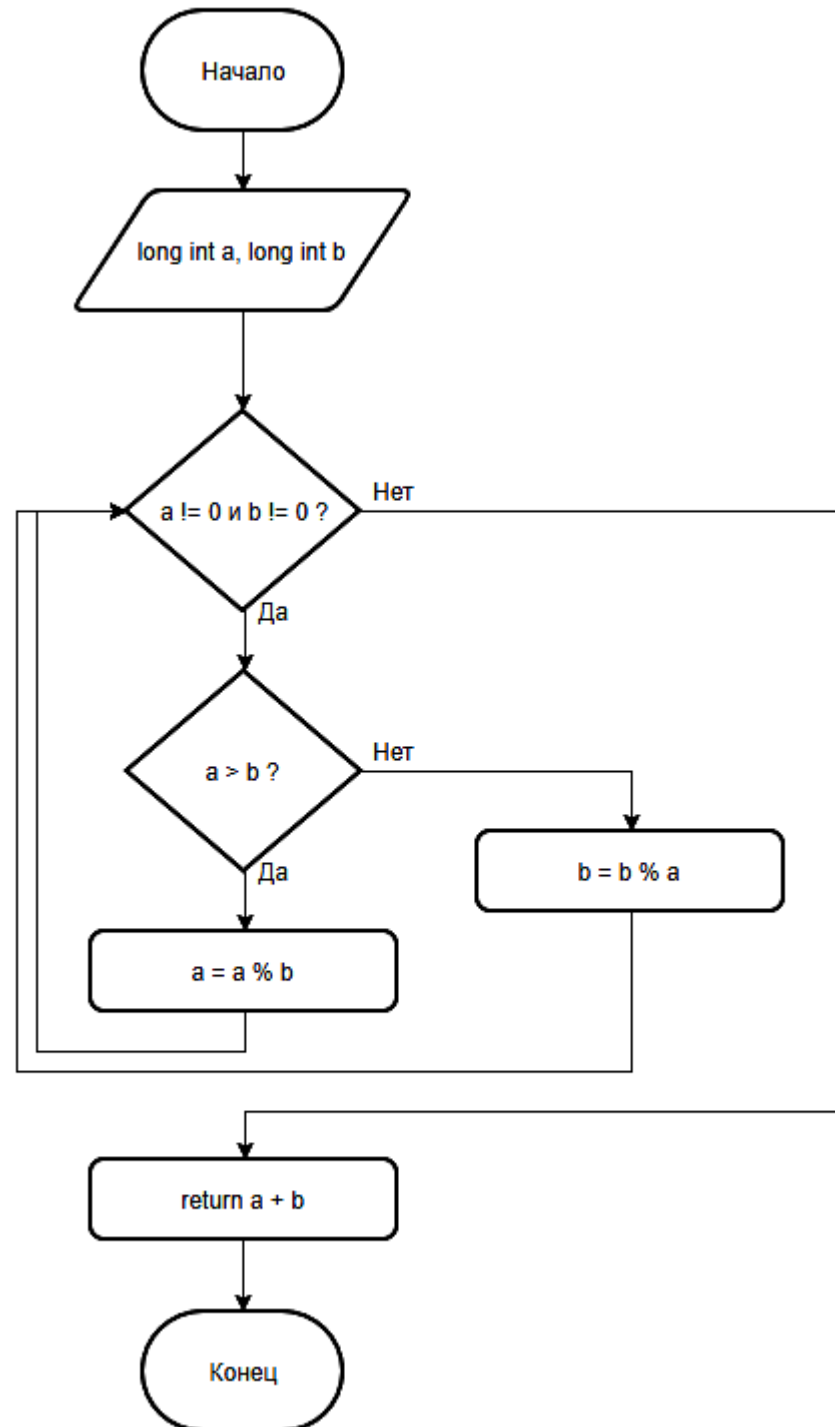 Начало
long int a, long int b
a != 0 и b != 0 ?
Нет
Да
a > b ?
Нет
Да
b = b % a
a = a % b
return a + b
Конец